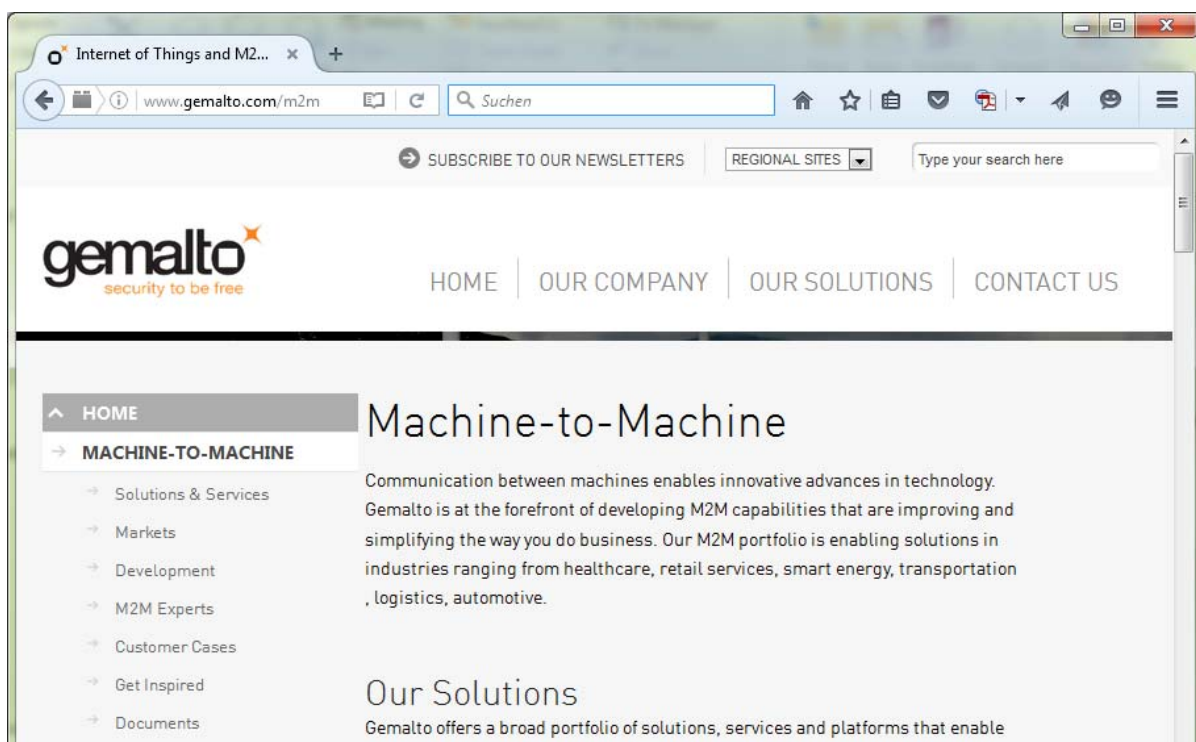 Internet of Things and M2...
www.gemalto.com/m2m
Suchen
SUBSCRIBE TO OUR NEWSLETTERS
REGIONAL SITES
Type your search here
gemalto
security to be free
HOME
OUR COMPANY
OUR SOLUTIONS
CONTACT US
HOME
MACHINE-TO-MACHINE
Solutions & Services
Markets
Development
M2M Experts
Customer Cases
Get Inspired
Documents
Machine-to-Machine
Communication between machines enables innovative advances in technology.
Gemalto is at the forefront of developing M2M capabilities that are improving and
simplifying the way you do business. Our M2M portfolio is enabling solutions in
industries ranging from healthcare, retail services, smart energy, transportation
, logistics, automotive.
Our Solutions
Gemalto offers a broad portfolio of solutions, services and platforms that enable